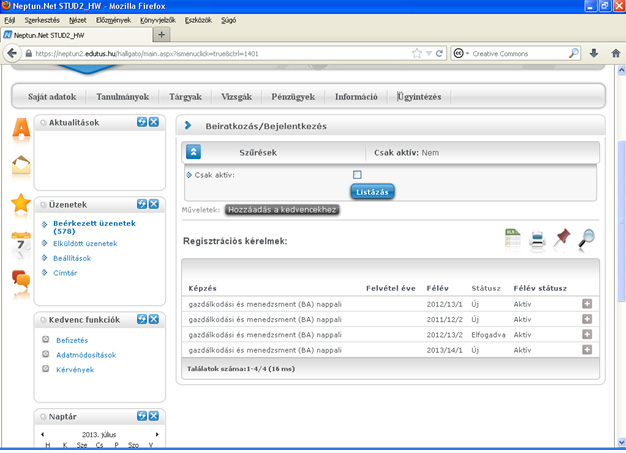 Neptun.Net STUD2_HW - Mozilla Firefox
Fájl Szerkesztés Nézet Előzmények Könyvjelzők Eszközök Súgó
Neptun.Net STUD2_HW
https://neptun2.edutus.hu/hallgato/main.aspx?ismenuclick=true&ctrl=1401
Creative Commons
Saját adatok Tanulmányok Tárgyak Vizsgák Pénzügyek Információ Ügyintézés
Aktualitások
Üzenetek
Beérkezett üzenetek
(578)
Elküldött üzenetek
Beállítások
Címtár
Kedvenc funkciók
Befizetés
Adatmódosítások
Kérvények
Naptár
2013. július
H K Sze Cs P Szo V
7
Beiratkozás/Bejelentkezés
Szűrések Csak aktív: Nem
Csak aktív:
Listázás
Műveletek: Hozzáadás a kedvencekhez
Regisztrációs kérelmek:
Képzés Felvétel éve Félév Státusz Félév státusz
gazdálkodási és menedzsment (BA) nappali 2012/13/1 Új Aktív
gazdálkodási és menedzsment (BA) nappali 2011/12/2 Új Aktív
gazdálkodási és menedzsment (BA) nappali 2012/13/2 Elfogadva Aktív
gazdálkodási és menedzsment (BA) nappali 2013/14/1 Új Aktív
Találatok száma:1-4/4 (16 ms)